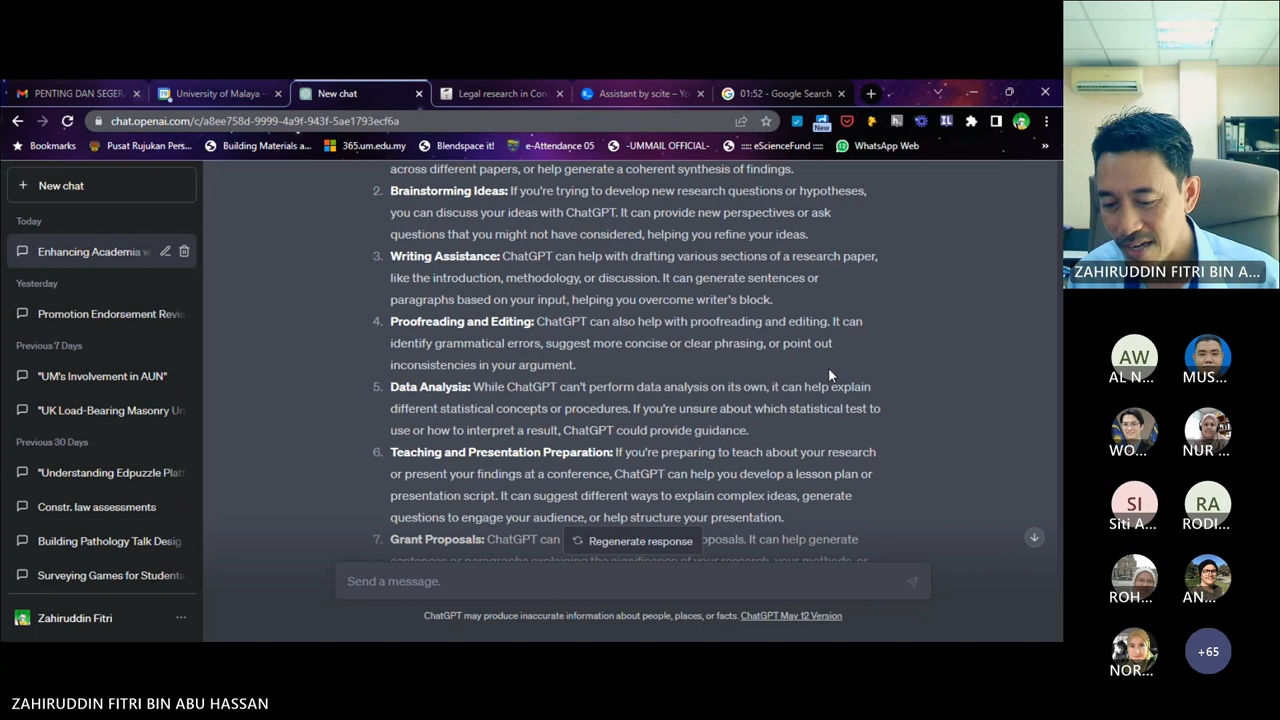 PENTING DAN SEGER
University of Malaya
New chat
Legal research in Con
Assistant by scite – Yo
01:52 - Google Search
chat.openai.com/c/a8ee758d-9999-4a9f-943f-5ae1793ecf6a
New
Bookmarks
Pusat Rujukan Pers...
Building Materials a...
365.um.edu.my
Blendspace it!
e-Attendance 05
-UMMAIL OFFICIAL-
:::: eScienceFund ::::
WhatsApp Web
New chat
Today
Enhancing Academia w
Yesterday
Promotion Endorsement Revis
Previous 7 Days
"UM's Involvement in AUN"
"UK Load-Bearing Masonry Un
Previous 30 Days
"Understanding Edpuzzle Platf
Constr. law assessments
Building Pathology Talk Desig
Surveying Games for Students
Zahiruddin Fitri
across different papers, or help generate a coherent synthesis of findings.
2. Brainstorming Ideas: If you're trying to develop new research questions or hypotheses,
you can discuss your ideas with ChatGPT. It can provide new perspectives or ask
questions that you might not have considered, helping you refine your ideas.
3. Writing Assistance: ChatGPT can help with drafting various sections of a research paper,
like the introduction, methodology, or discussion. It can generate sentences or
paragraphs based on your input, helping you overcome writer's block.
4. Proofreading and Editing: ChatGPT can also help with proofreading and editing. It can
identify grammatical errors, suggest more concise or clear phrasing, or point out
inconsistencies in your argument.
5. Data Analysis: While ChatGPT can't perform data analysis on its own, it can help explain
different statistical concepts or procedures. If you're unsure about which statistical test to
use or how to interpret a result, ChatGPT could provide guidance.
6. Teaching and Presentation Preparation: If you're preparing to teach about your research
or present your findings at a conference, ChatGPT can help you develop a lesson plan or
presentation script. It can suggest different ways to explain complex ideas, generate
questions to engage your audience, or help structure your presentation.
7. Grant Proposals: ChatGPT can oposals. It can help generate
Regenerate response
Send a message.
ChatGPT may produce inaccurate information about people, places, or facts. ChatGPT May 12 Version
ZAHIRUDDIN FITRI BIN A...
AW
AL N...
MUS...
WO...
NUR ...
SI
Siti A...
RA
RODI...
ROH...
AN...
NOR...
+65
ZAHIRUDDIN FITRI BIN ABU HASSAN